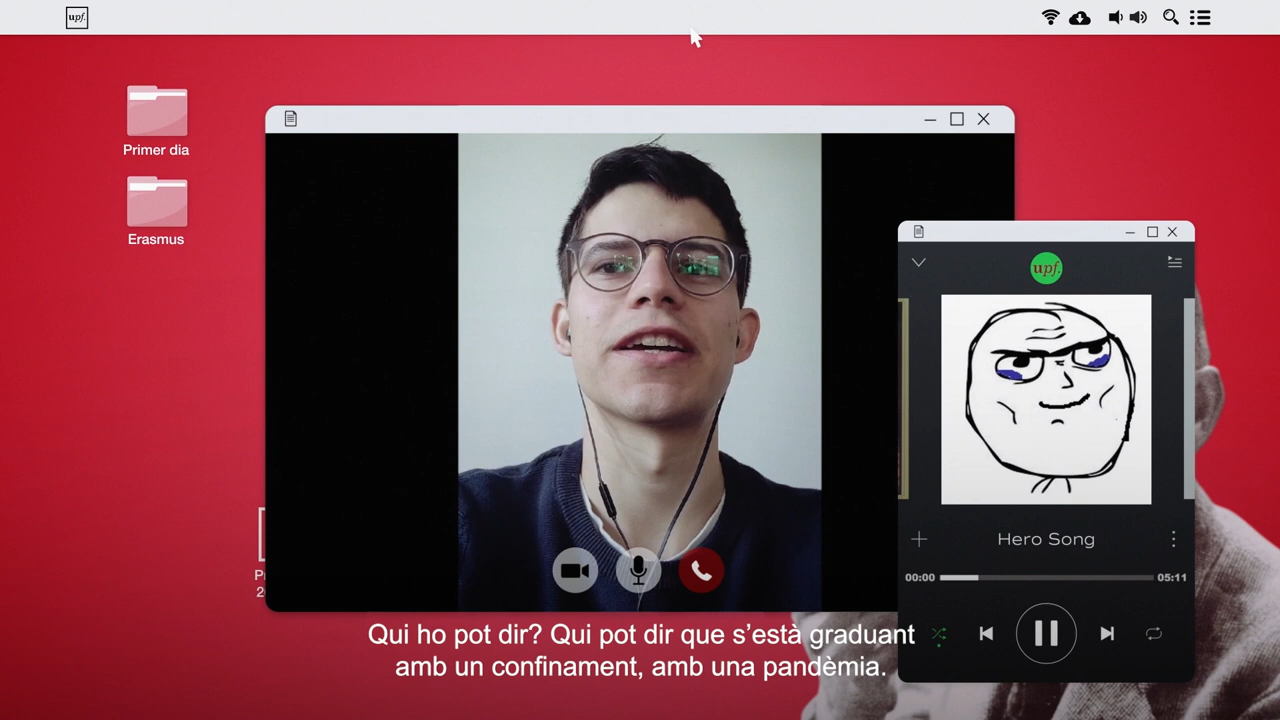 upf.
Primer dia
Erasmus
upf.
Hero Song
00:00
05:11
Qui ho pot dir? Qui pot dir que s’està graduant
amb un confinament, amb una pandèmia.